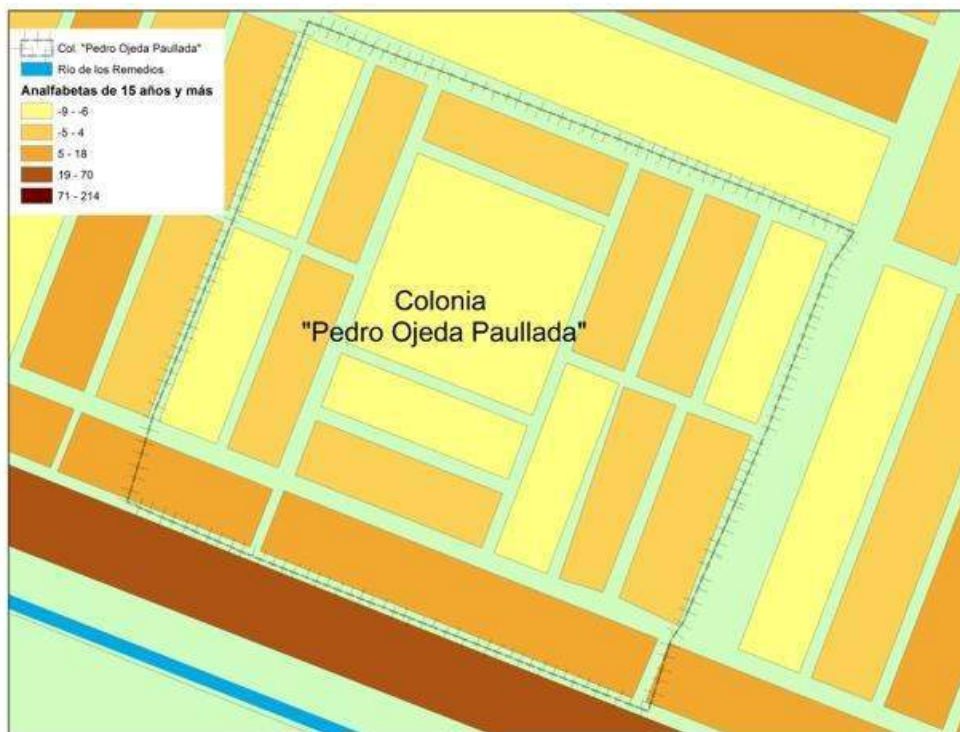 Col. "Pedro Ojeda Paullada"
Río de los Remedios
Analfabetas de 15 años y más
-9 - -6
-5 - 4
5 - 18
19 - 70
71 - 214
Colonia
"Pedro Ojeda Paullada"